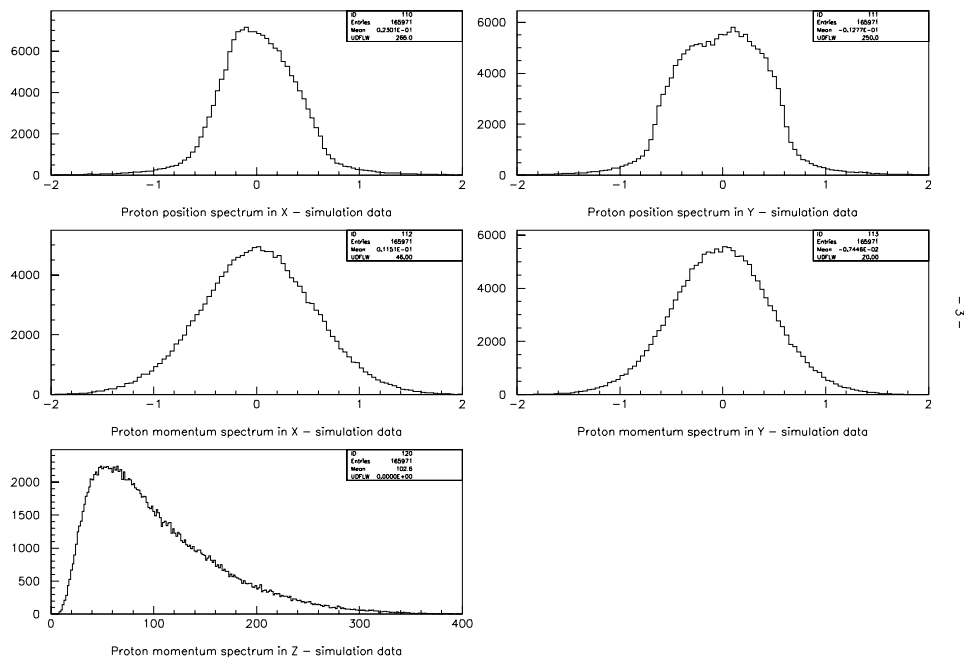 ID 110
Entries 165971
Mean 0.2301E-01
UDFLW 266.0
6000
4000
2000
0
−2 −1 0 1 2
Proton position spectrum in X − simulation data
ID 111
Entries 165971
Mean −0.1277E-01
UDFLW 250.0
6000
4000
2000
0
−2 −1 0 1 2
Proton position spectrum in Y − simulation data
ID 112
Entries 165971
Mean 0.1151E-01
UDFLW 46.00
4000
2000
0
−2 −1 0 1 2
Proton momentum spectrum in X − simulation data
ID 113
Entries 165971
Mean −0.7446E-02
UDFLW 20.00
6000
4000
2000
0
−2 −1 0 1 2
Proton momentum spectrum in Y − simulation data
− 3 −
ID 120
Entries 165971
Mean 102.6
UDFLW 0.0000E+00
2000
1500
1000
500
0
0 100 200 300 400
Proton momentum spectrum in Z − simulation data